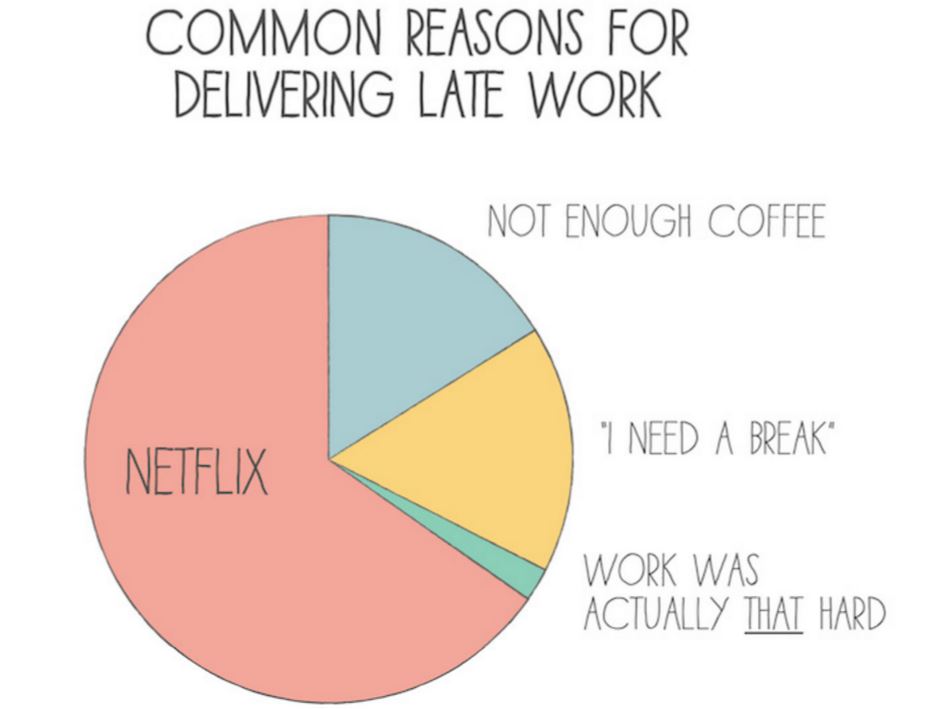 COMMON REASONS FOR
DELIVERING LATE WORK
NOT ENOUGH COFFEE
"I NEED A BREAK"
NETFLIX
WORK WAS
ACTUALLY THAT HARD